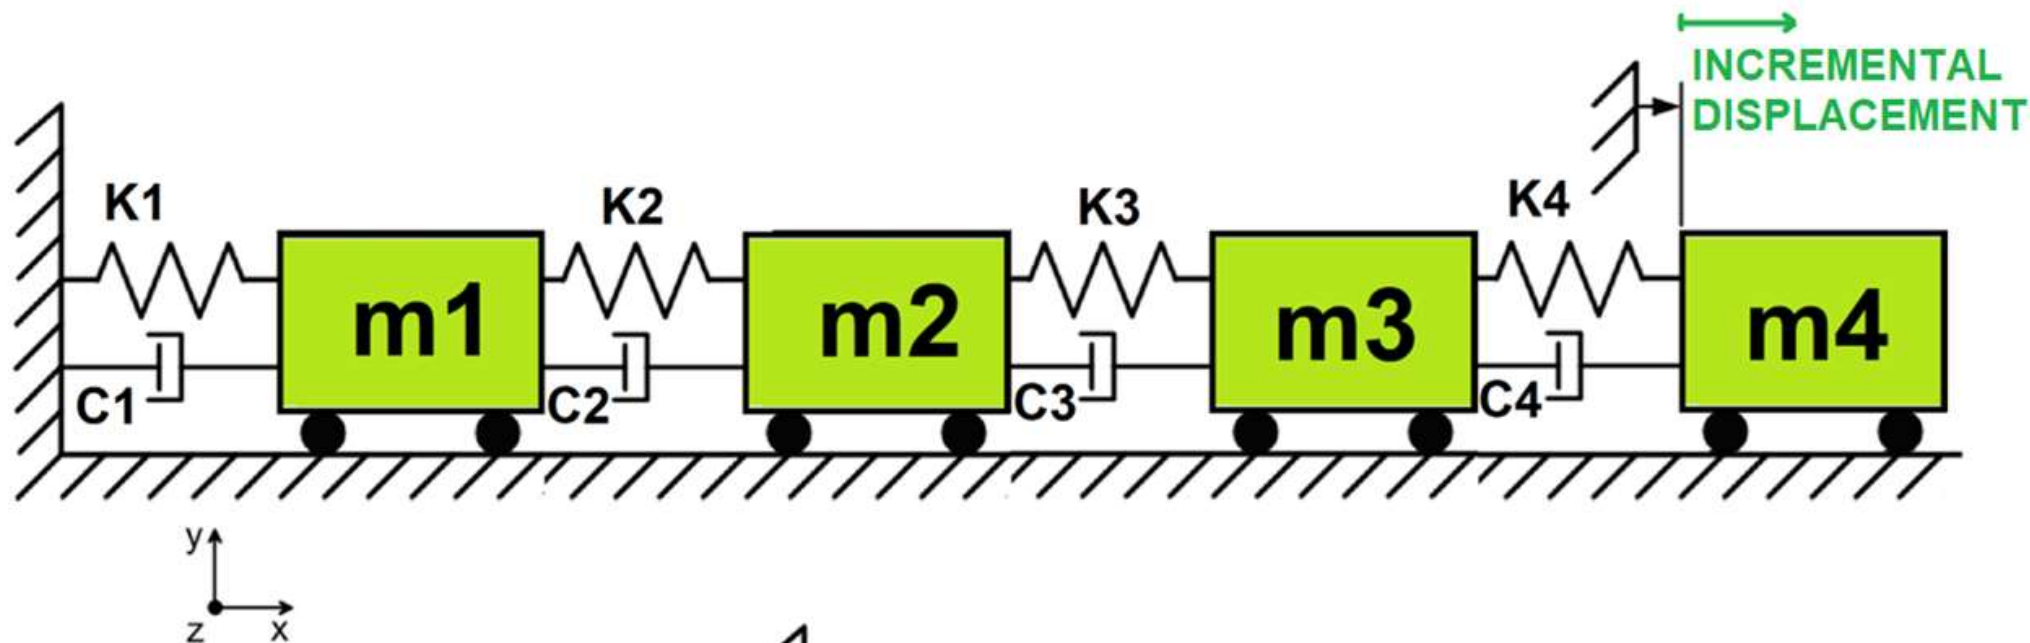 INCREMENTAL
DISPLACEMENT
K1
K2
K3
K4
m1
m2
m3
m4
C1
C2
C3
C4
y
z
x